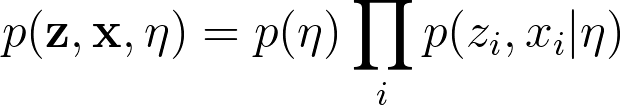 p(𝐳, 𝐱, η) = p(η) ∏_i p(z_i, x_i|η)